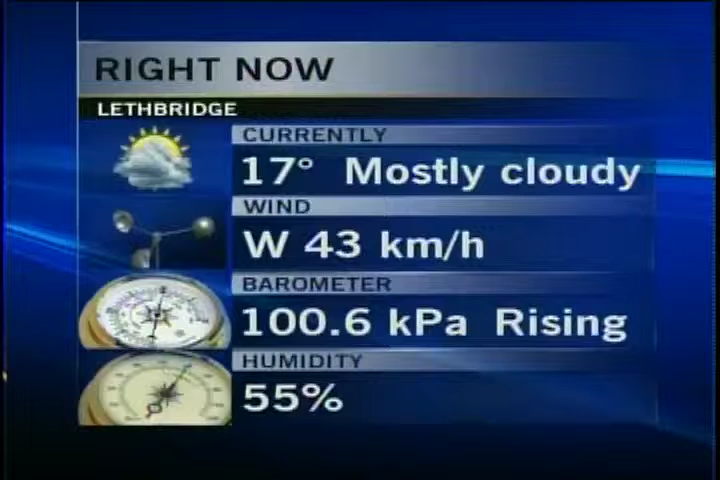 RIGHT NOW
LETHBRIDGE
CURRENTLY
17° Mostly cloudy
WIND
W 43 km/h
BAROMETER
100.6 kPa Rising
HUMIDITY
55%